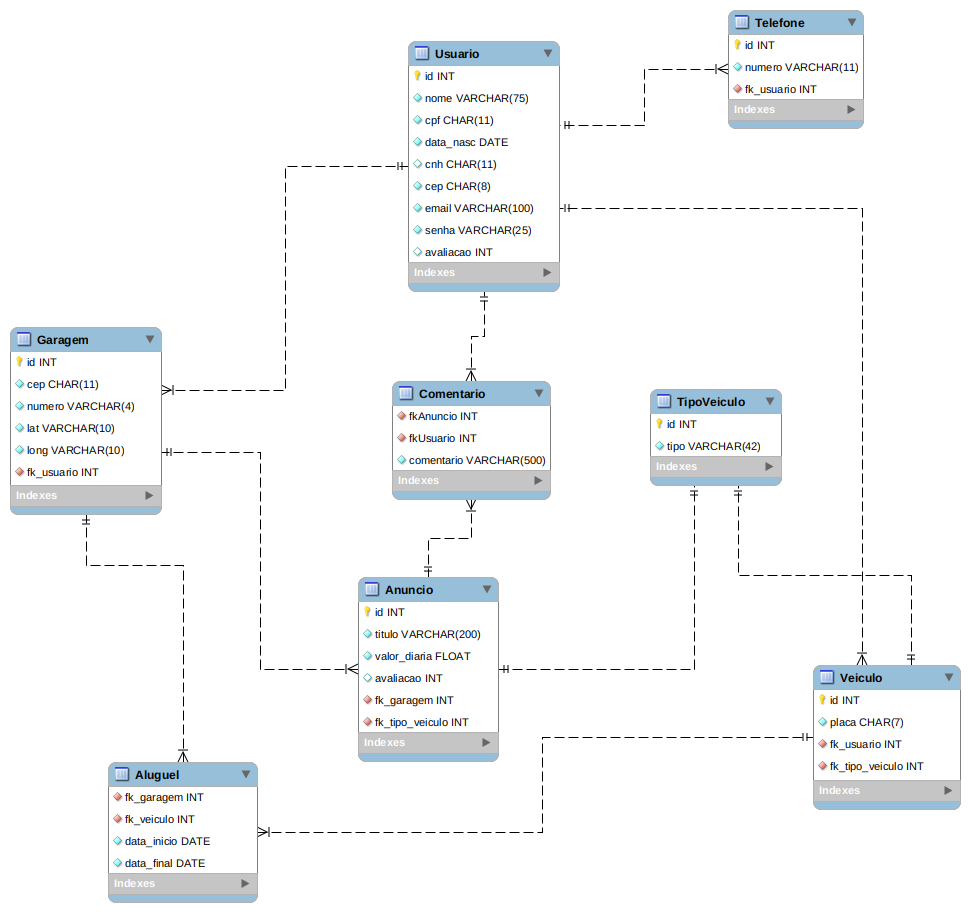 Telefone
id INT
numero VARCHAR(11)
fk_usuario INT
Indexes
Usuario
id INT
nome VARCHAR(75)
cpf CHAR(11)
data_nasc DATE
cnh CHAR(11)
cep CHAR(8)
email VARCHAR(100)
senha VARCHAR(25)
avaliacao INT
Indexes
Garagem
id INT
cep CHAR(11)
numero VARCHAR(4)
lat VARCHAR(10)
long VARCHAR(10)
fk_usuario INT
Indexes
Comentario
fkAnuncio INT
fkUsuario INT
comentario VARCHAR(500)
Indexes
TipoVeiculo
id INT
tipo VARCHAR(42)
Indexes
Anuncio
id INT
titulo VARCHAR(200)
valor_diaria FLOAT
avaliacao INT
fk_garagem INT
fk_tipo_veiculo INT
Indexes
Veiculo
id INT
placa CHAR(7)
fk_usuario INT
fk_tipo_veiculo INT
Indexes
Aluguel
fk_garagem INT
fk_veiculo INT
data_inicio DATE
data_final DATE
Indexes